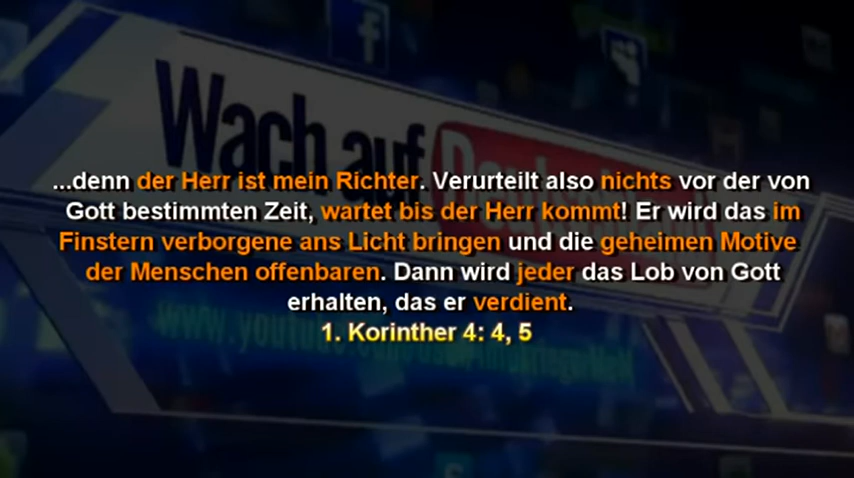 Wach auf
...denn der Herr ist mein Richter. Verurteilt also nichts vor der von
Gott bestimmten Zeit, wartet bis der Herr kommt! Er wird das im
Finstern verborgene ans Licht bringen und die geheimen Motive
der Menschen offenbaren. Dann wird jeder das Lob von Gott
erhalten, das er verdient.
1. Korinther 4: 4, 5